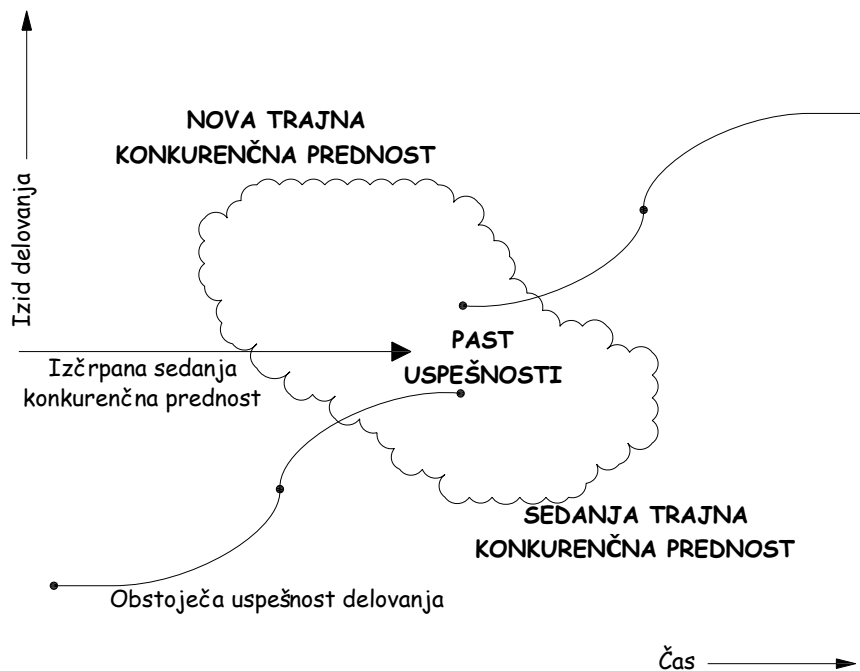 NOVA TRAJNA
KONKURENČNA PREDNOST
Izid delovanja
PAST
USPEŠNOSTI
Izčrpana sedanja
konkurenčna prednost
SEDANJA TRAJNA
KONKURENČNA PREDNOST
Obstoječa uspešnost delovanja
Čas